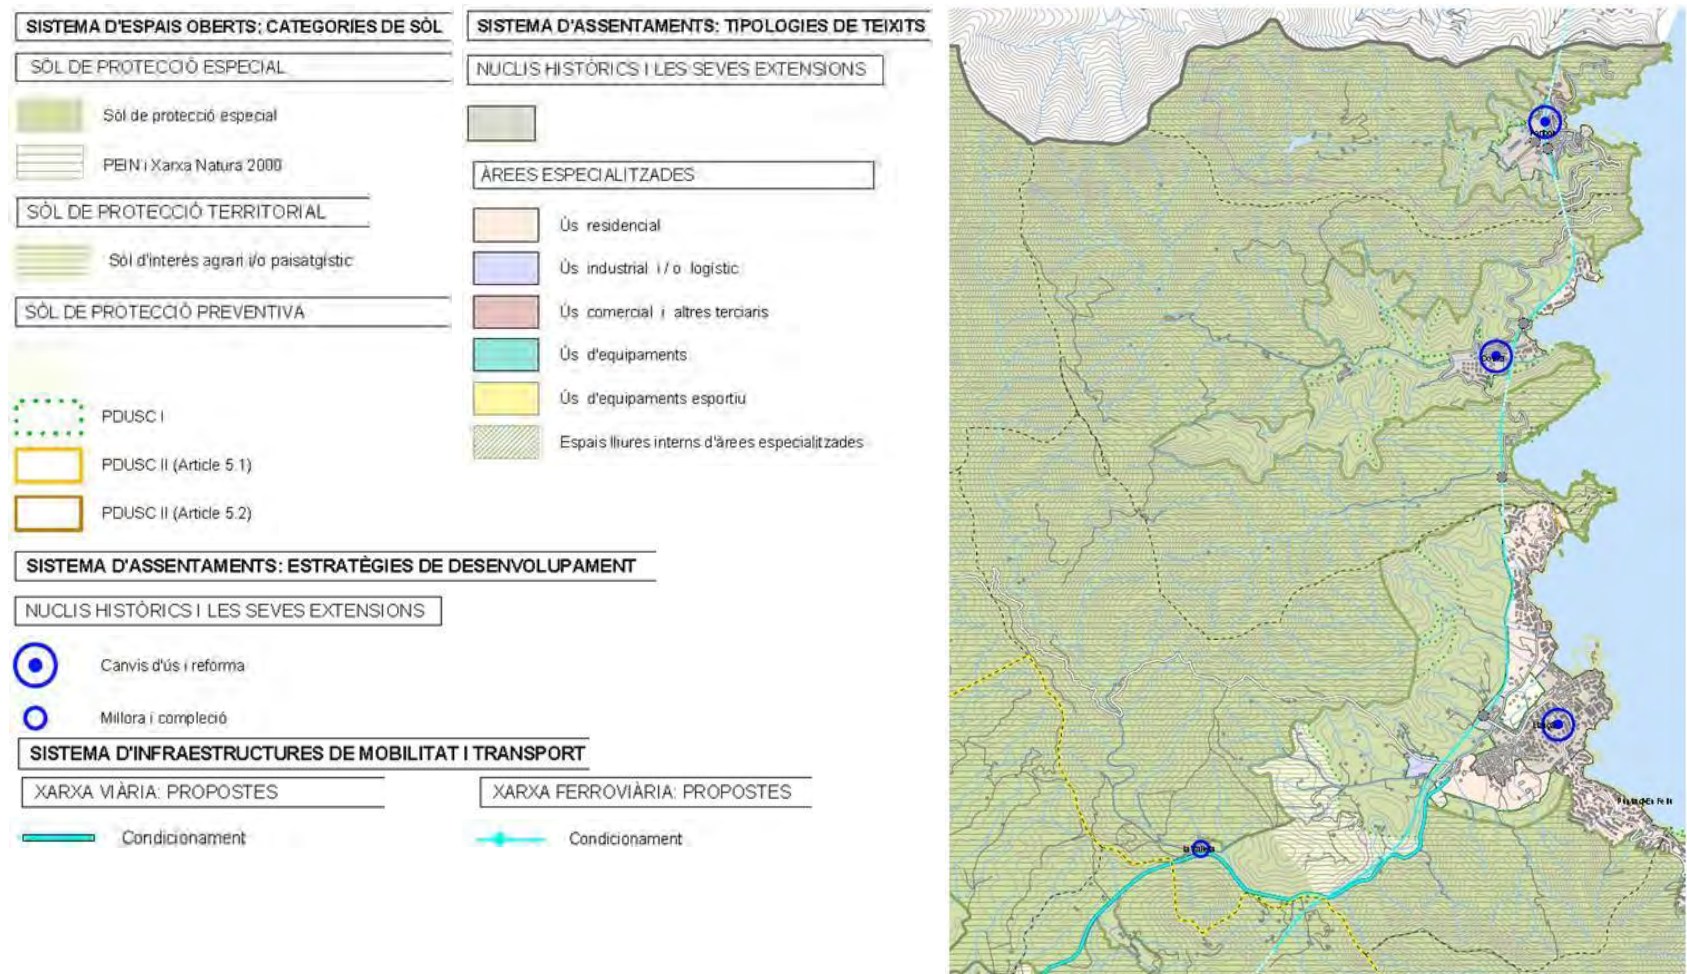 SISTEMA D'ESPAIS OBERTS: CATEGORIES DE SÒL
SÒL DE PROTECCIÓ ESPECIAL
Sòl de protecció especial
PEIN i Xarxa Natura 2000
SÒL DE PROTECCIÓ TERRITORIAL
Sòl d'interès agrari i/o paisatgístic
SÒL DE PROTECCIÓ PREVENTIVA
PDUSC I
PDUSC II (Article 5.1)
PDUSC II (Article 5.2)
SISTEMA D'ASSENTAMENTS: ESTRATÈGIES DE DESENVOLUPAMENT
NUCLIS HISTÒRICS I LES SEVES EXTENSIONS
Canvis d'ús i reforma
Millora i compleció
SISTEMA D'INFRAESTRUCTURES DE MOBILITAT I TRANSPORT
XARXA VIÀRIA: PROPOSTES
Condicionament
XARXA FERROVIÀRIA: PROPOSTES
Condicionament
SISTEMA D'ASSENTAMENTS: TIPOLOGIES DE TEIXITS
NUCLIS HISTÒRICS I LES SEVES EXTENSIONS
ÀREES ESPECIALITZADES
Ús residencial
Ús industrial i / o logístic
Ús comercial i altres terciaris
Ús d'equipaments
Ús d'equipaments esportiu
Espais lliures interns d'àrees especialitzades